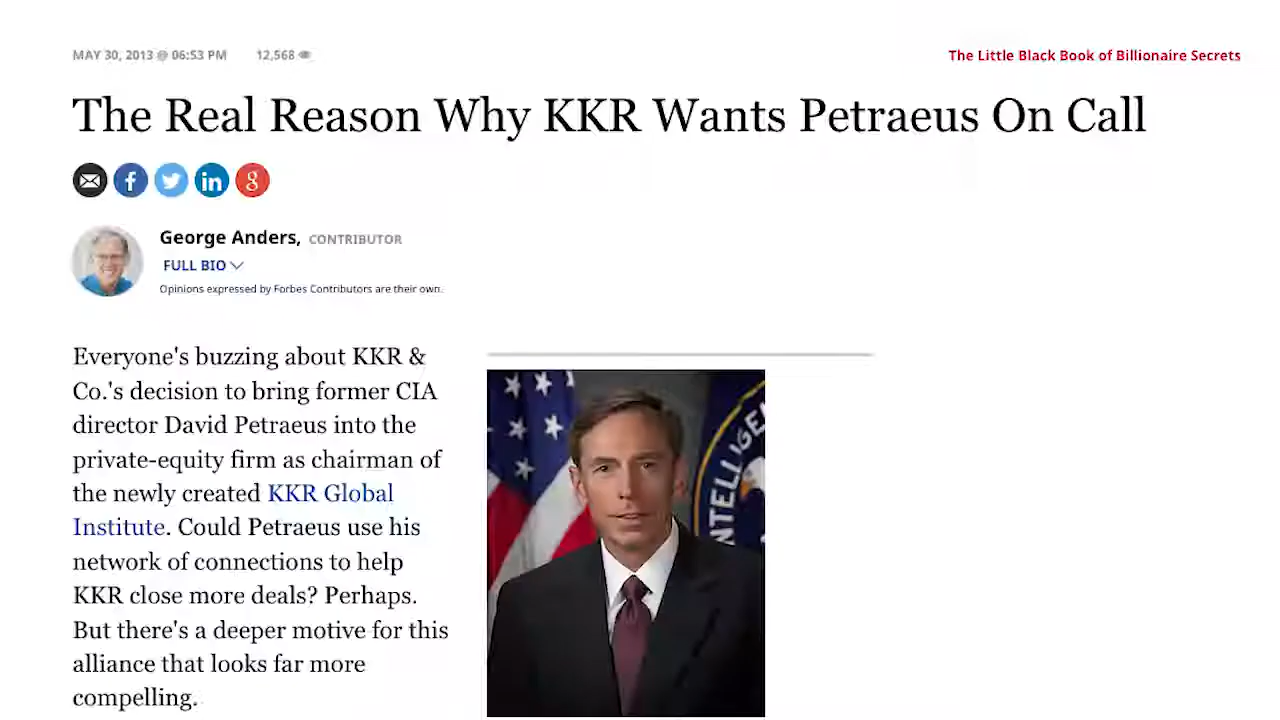 MAY 30, 2013 @ 06:53 PM 12,568
The Little Black Book of Billionaire Secrets
The Real Reason Why KKR Wants Petraeus On Call
George Anders, CONTRIBUTOR
FULL BIO
Opinions expressed by Forbes Contributors are their own.
Everyone's buzzing about KKR &
Co.'s decision to bring former CIA
director David Petraeus into the
private-equity firm as chairman of
the newly created KKR Global
Institute. Could Petraeus use his
network of connections to help
KKR close more deals? Perhaps.
But there's a deeper motive for this
alliance that looks far more
compelling.